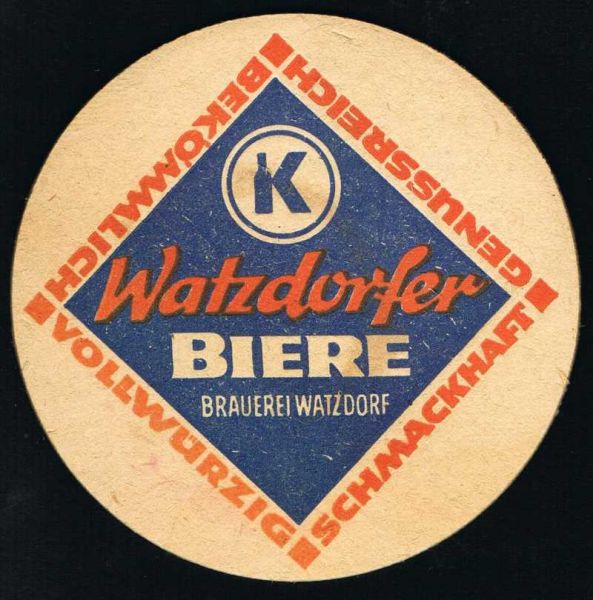 BEKÖMMLICH
GENUSSREICH
K
Watzdorfer
BIERE
BRAUEREI WATZDORF
VOLLWÜRZIG
SCHMACKHAFT